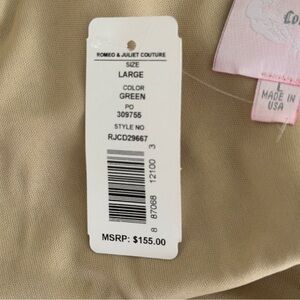 ROMEO & JULIET COUTURE
SIZE
LARGE
COLOR
GREEN
PO
309755
STYLE NO
RJCD29667
8 87068 12100 3
MSRP: $155.00
L
MADE IN
USA